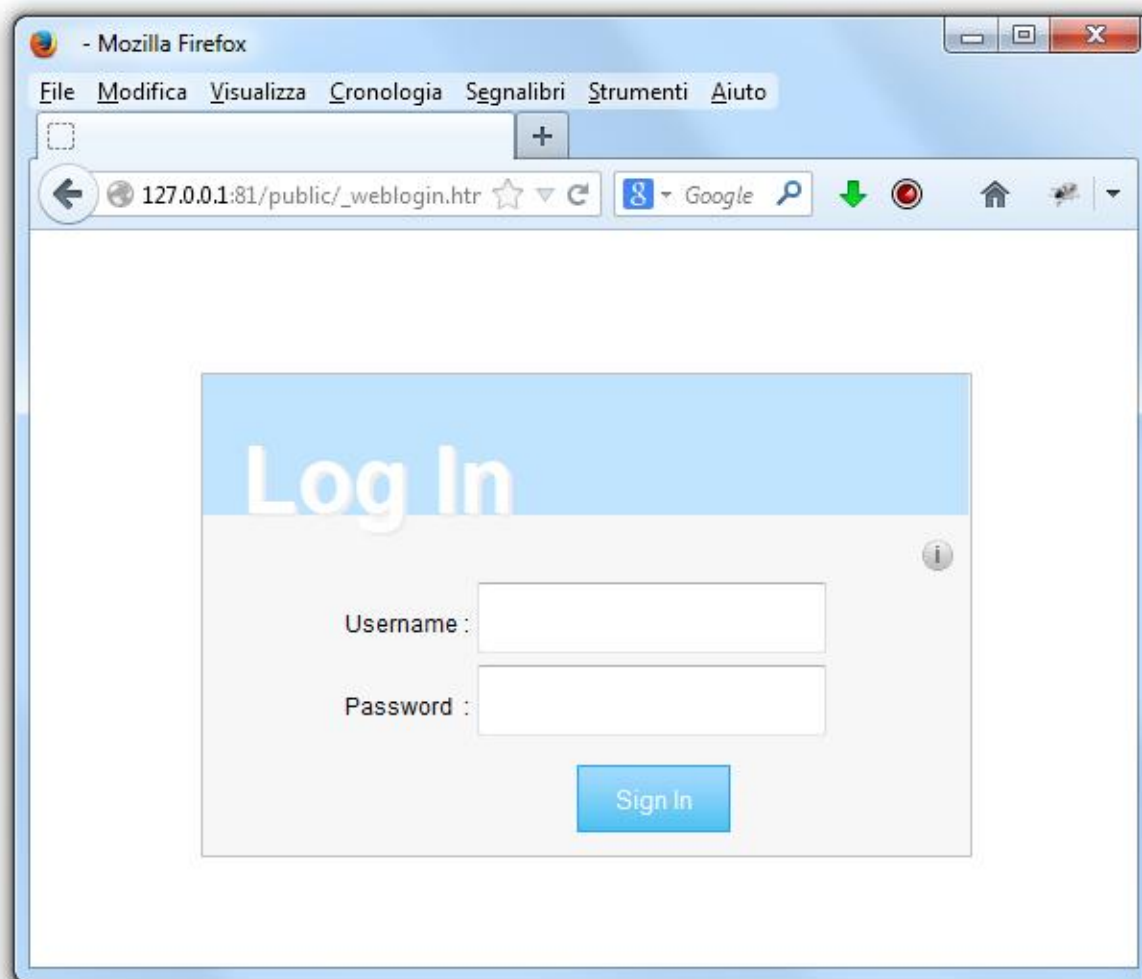 - Mozilla Firefox
File Modifica Visualizza Cronologia Segnalibri Strumenti Aiuto
+
127.0.0.1:81/public/_weblogin.htr 8 Google
Log In
i
Username :
Password :
Sign In